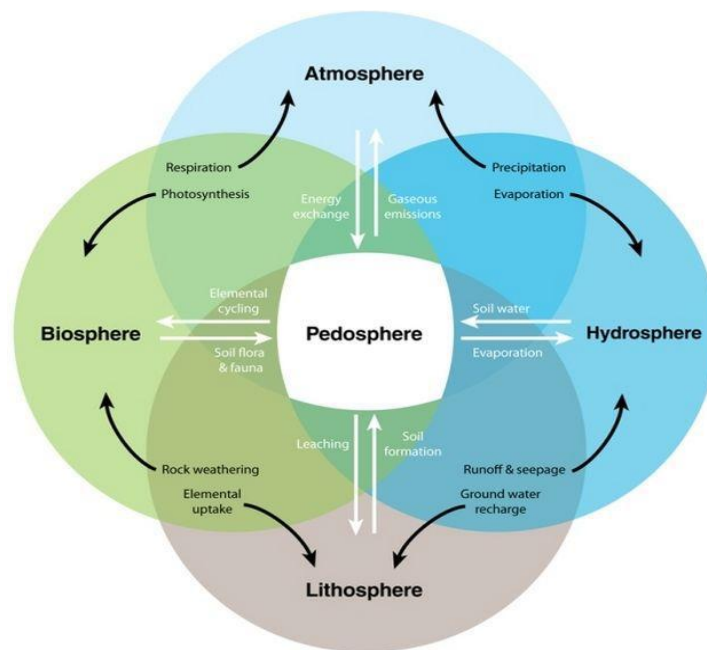 Atmosphere
Respiration
Photosynthesis
Precipitation
Evaporation
Energy
exchange
Gaseous
emissions
Biosphere
Elemental
cycling
Soil flora
& fauna
Pedosphere
Soil water
Evaporation
Hydrosphere
Leaching
Soil
formation
Rock weathering
Elemental
uptake
Runoff & seepage
Ground water
recharge
Lithosphere